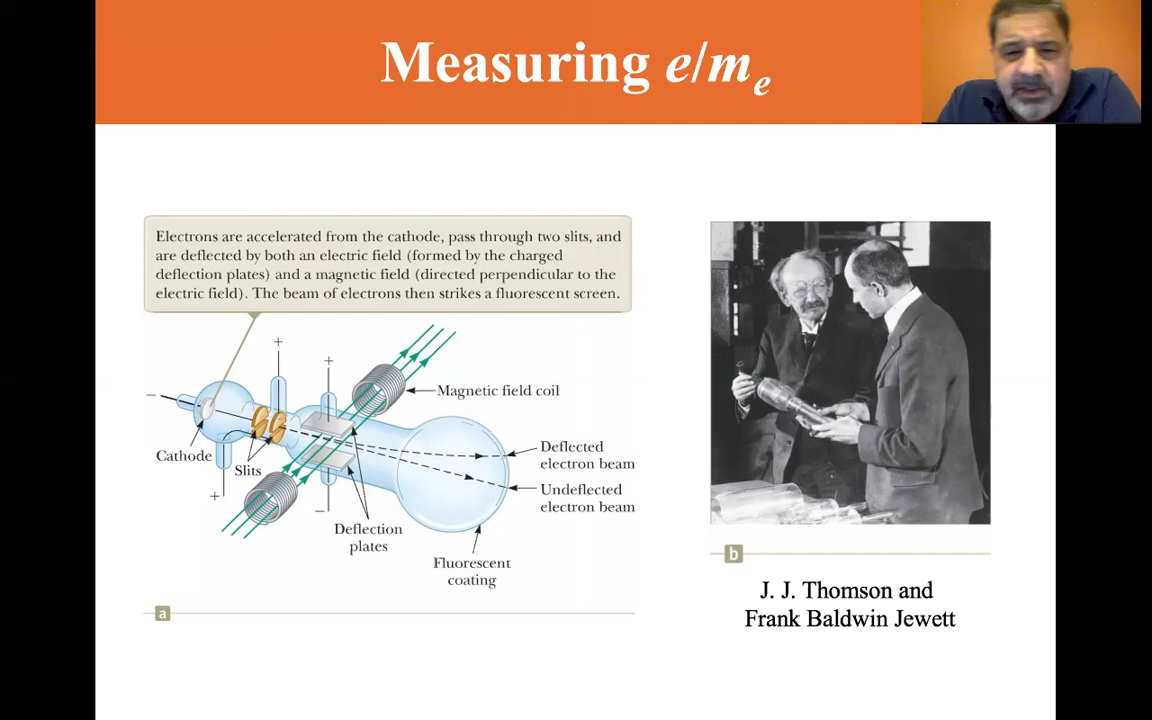 Measuring e/me
Electrons are accelerated from the cathode, pass through two slits, and
are deflected by both an electric field (formed by the charged
deflection plates) and a magnetic field (directed perpendicular to the
electric field). The beam of electrons then strikes a fluorescent screen.
+
+
−
Magnetic field coil
Cathode
Slits
Deflected
electron beam
+
Undeflected
electron beam
−
Deflection
plates
Fluorescent
coating
a
b
J. J. Thomson and
Frank Baldwin Jewett